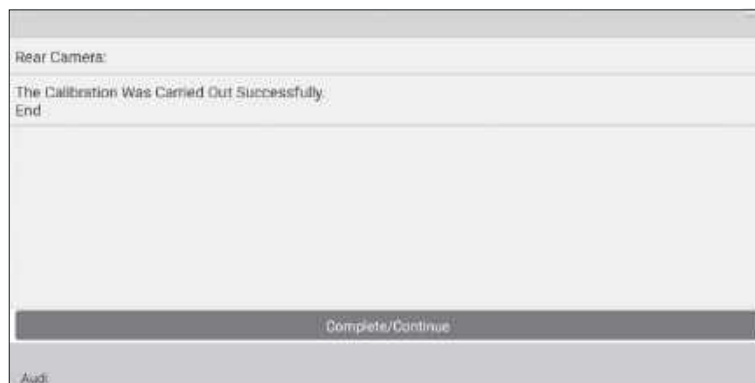 Rear Camera:
The Calibration Was Carried Out Successfully.
End
Complete/Continue
Audi